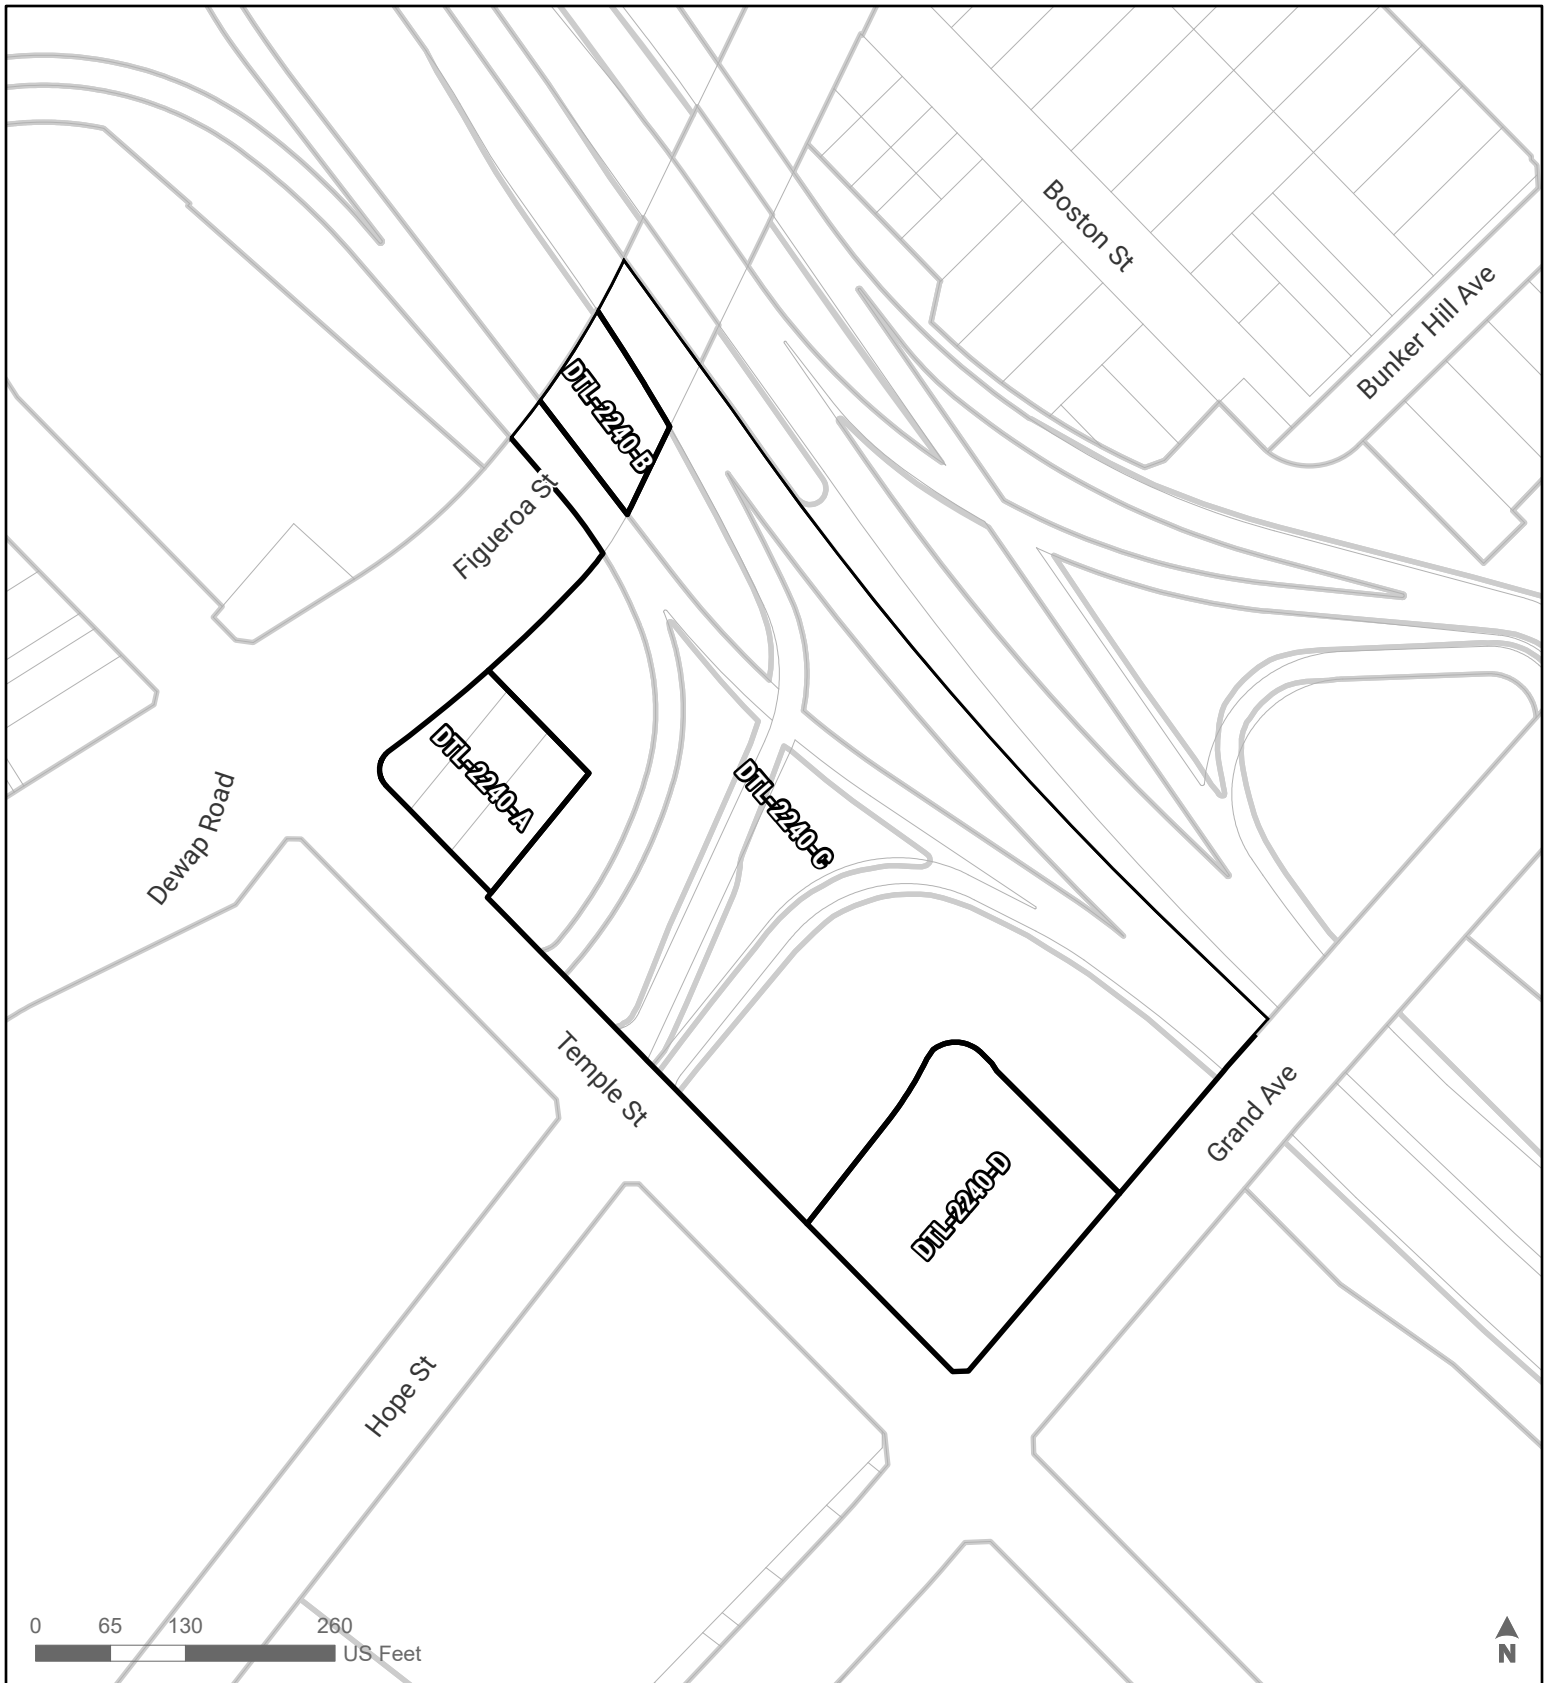 Boston St
Bunker Hill Ave
DTL-2240-B
Figueroa St
DTL-2240-A
DTL-2240-C
Dewap Road
Temple St
Grand Ave
DTL-2240-D
Hope St
0 65 130 260
US Feet
N